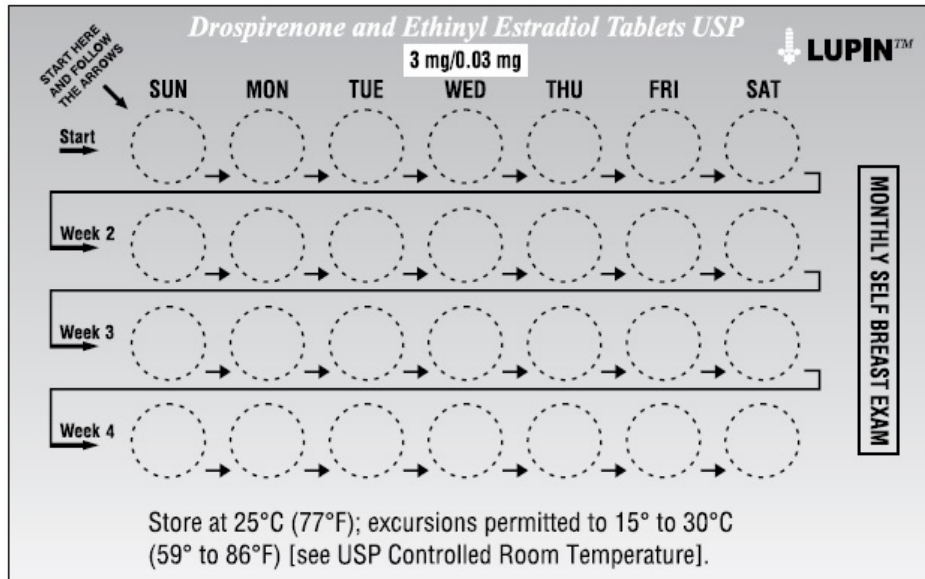 Drospirenone and Ethinyl Estradiol Tablets USP
3 mg/0.03 mg
LUPIN™
START HERE
AND FOLLOW
THE ARROWS
SUN MON TUE WED THU FRI SAT
Start
Week 2
Week 3
Week 4
MONTHLY SELF BREAST EXAM
Store at 25°C (77°F); excursions permitted to 15° to 30°C
(59° to 86°F) [see USP Controlled Room Temperature].